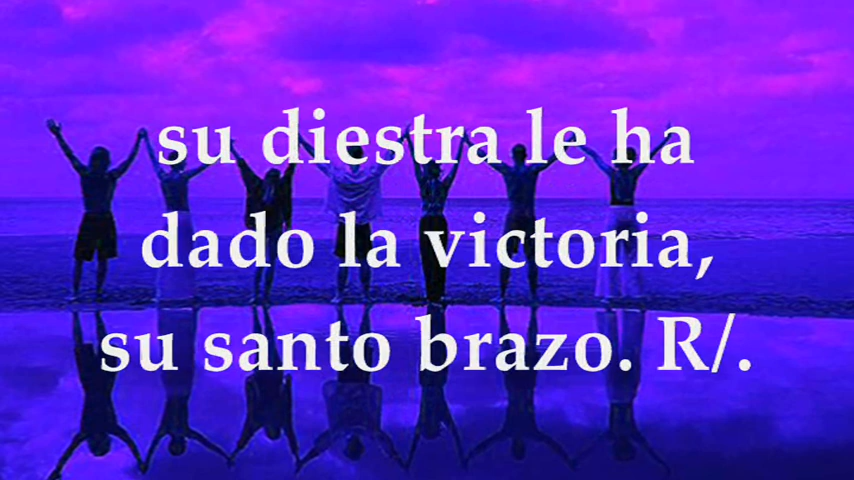 su diestra le ha
dado la victoria,
su santo brazo. R/.